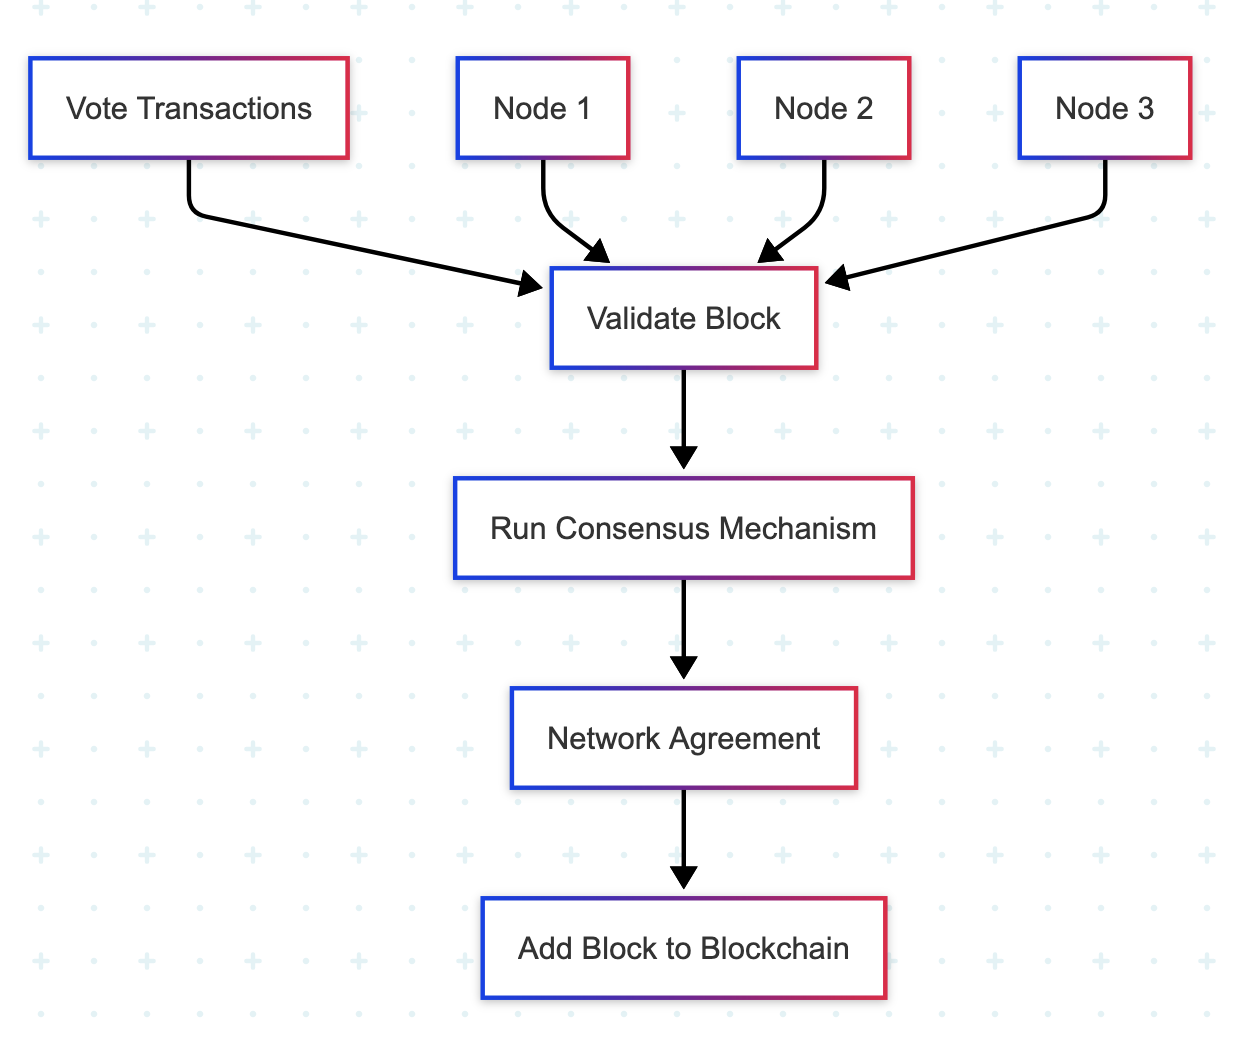 Vote Transactions
Node 1
Node 2
Node 3
Validate Block
Run Consensus Mechanism
Network Agreement
Add Block to Blockchain